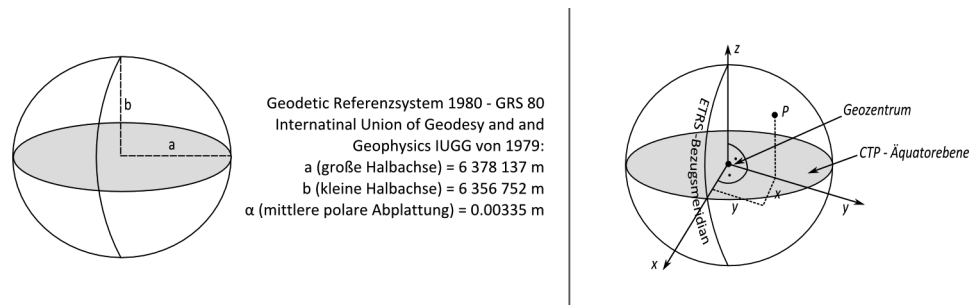 b
a
Geodetic Referenzsystem 1980 - GRS 80
Internatinal Union of Geodesy and and
Geophysics IUGG von 1979:
a (große Halbachse) = 6 378 137 m
b (kleine Halbachse) = 6 356 752 m
α (mittlere polare Abplattung) = 0.00335 m
z
ETRS-Bezugsmeridian
P
Geozentrum
CTP - Äquatorebene
x
y
y
x